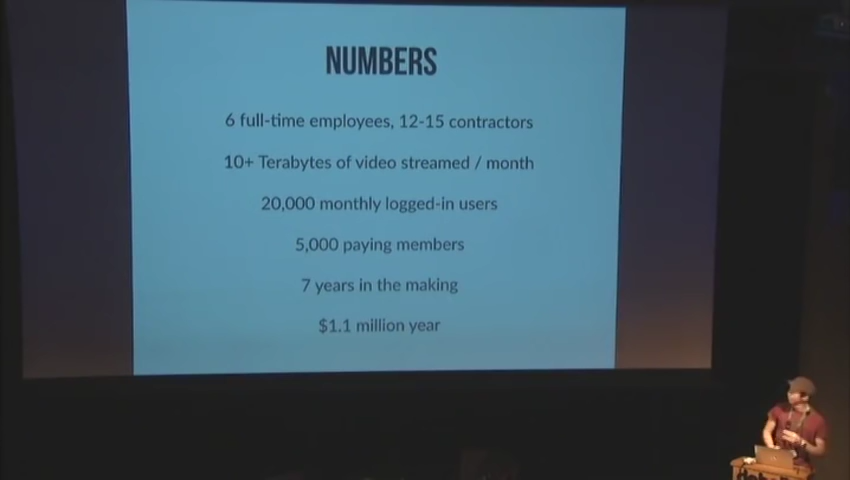 NUMBERS
6 full-time employees, 12-15 contractors
10+ Terabytes of video streamed / month
20,000 monthly logged-in users
5,000 paying members
7 years in the making
$1.1 million year